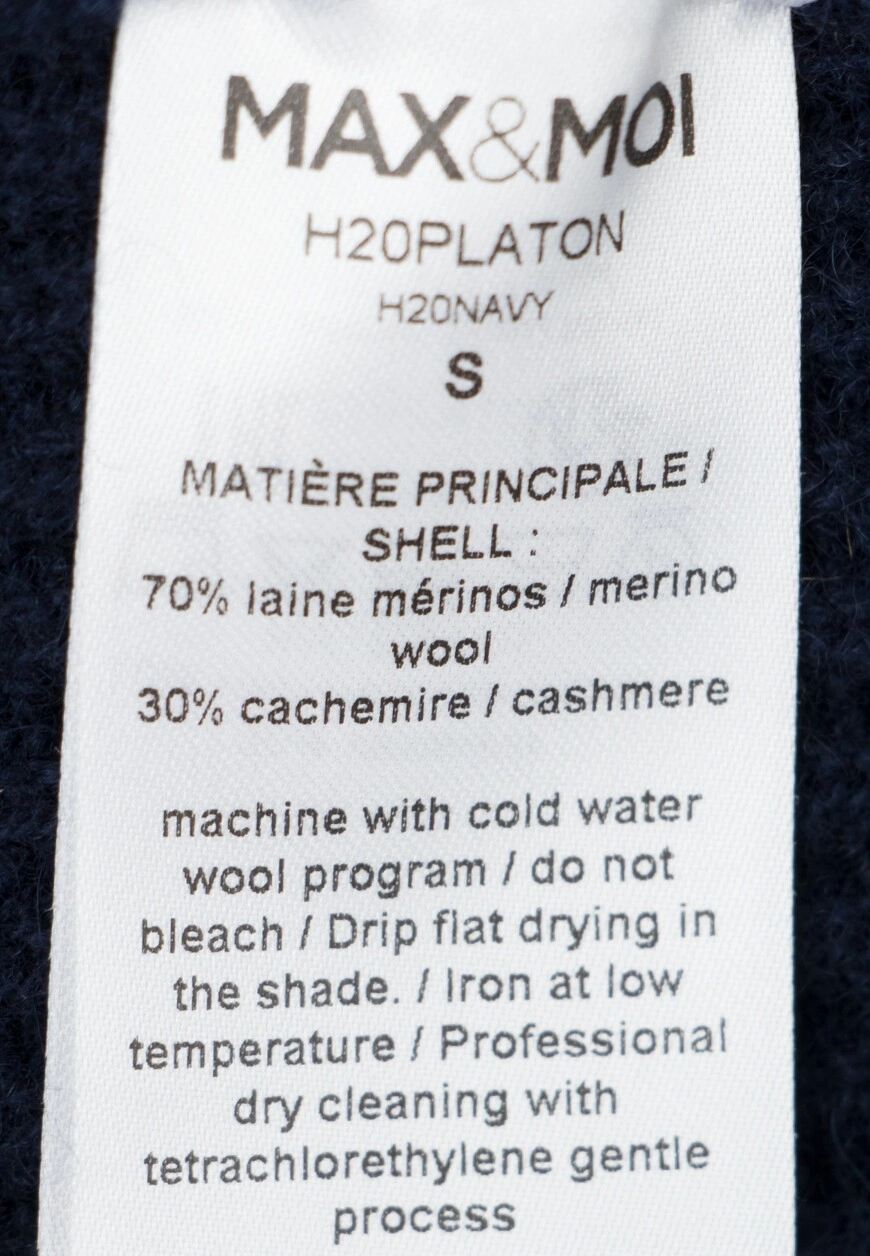 MAX&MOI
H20PLATON
H20NAVY
S
MATIÈRE PRINCIPALE /
SHELL :
70% laine mérinos / merino
wool
30% cachemire / cashmere
machine with cold water
wool program / do not
bleach / Drip flat drying in
the shade. / Iron at low
temperature / Professional
dry cleaning with
tetrachlorethylene gentle
process